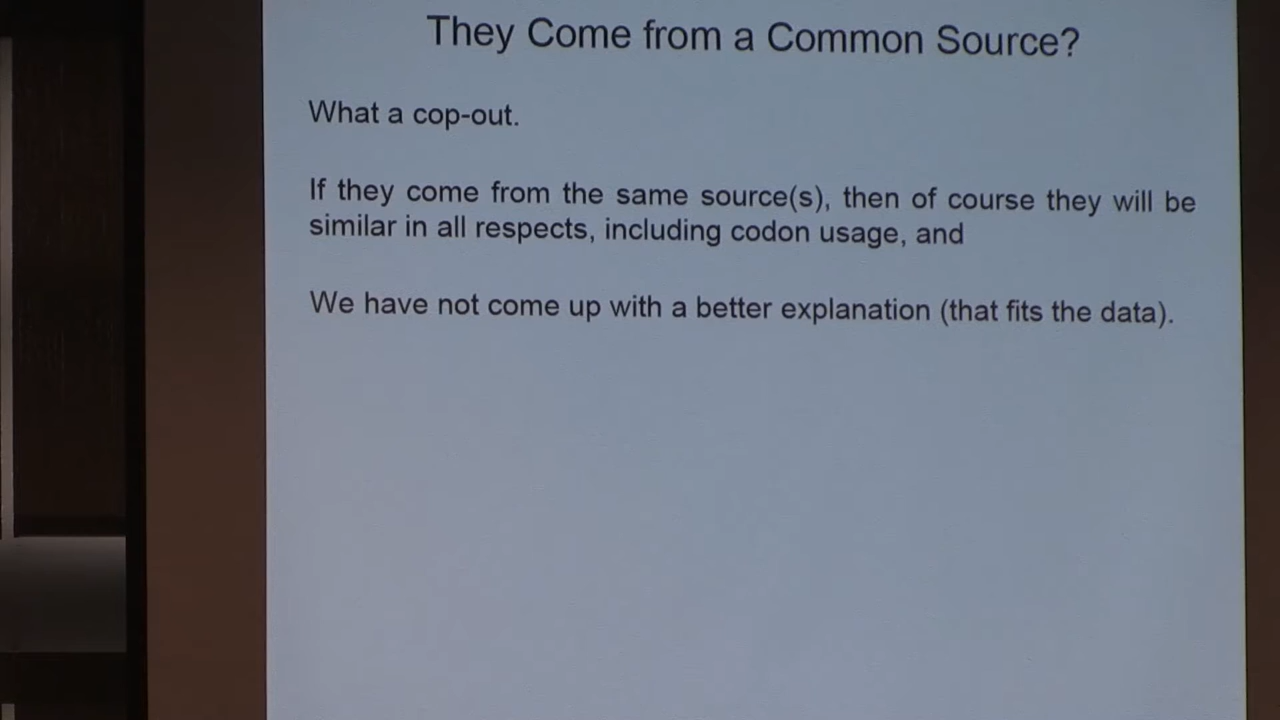 They Come from a Common Source?
What a cop-out.
If they come from the same source(s), then of course they will be
similar in all respects, including codon usage, and
We have not come up with a better explanation (that fits the data).